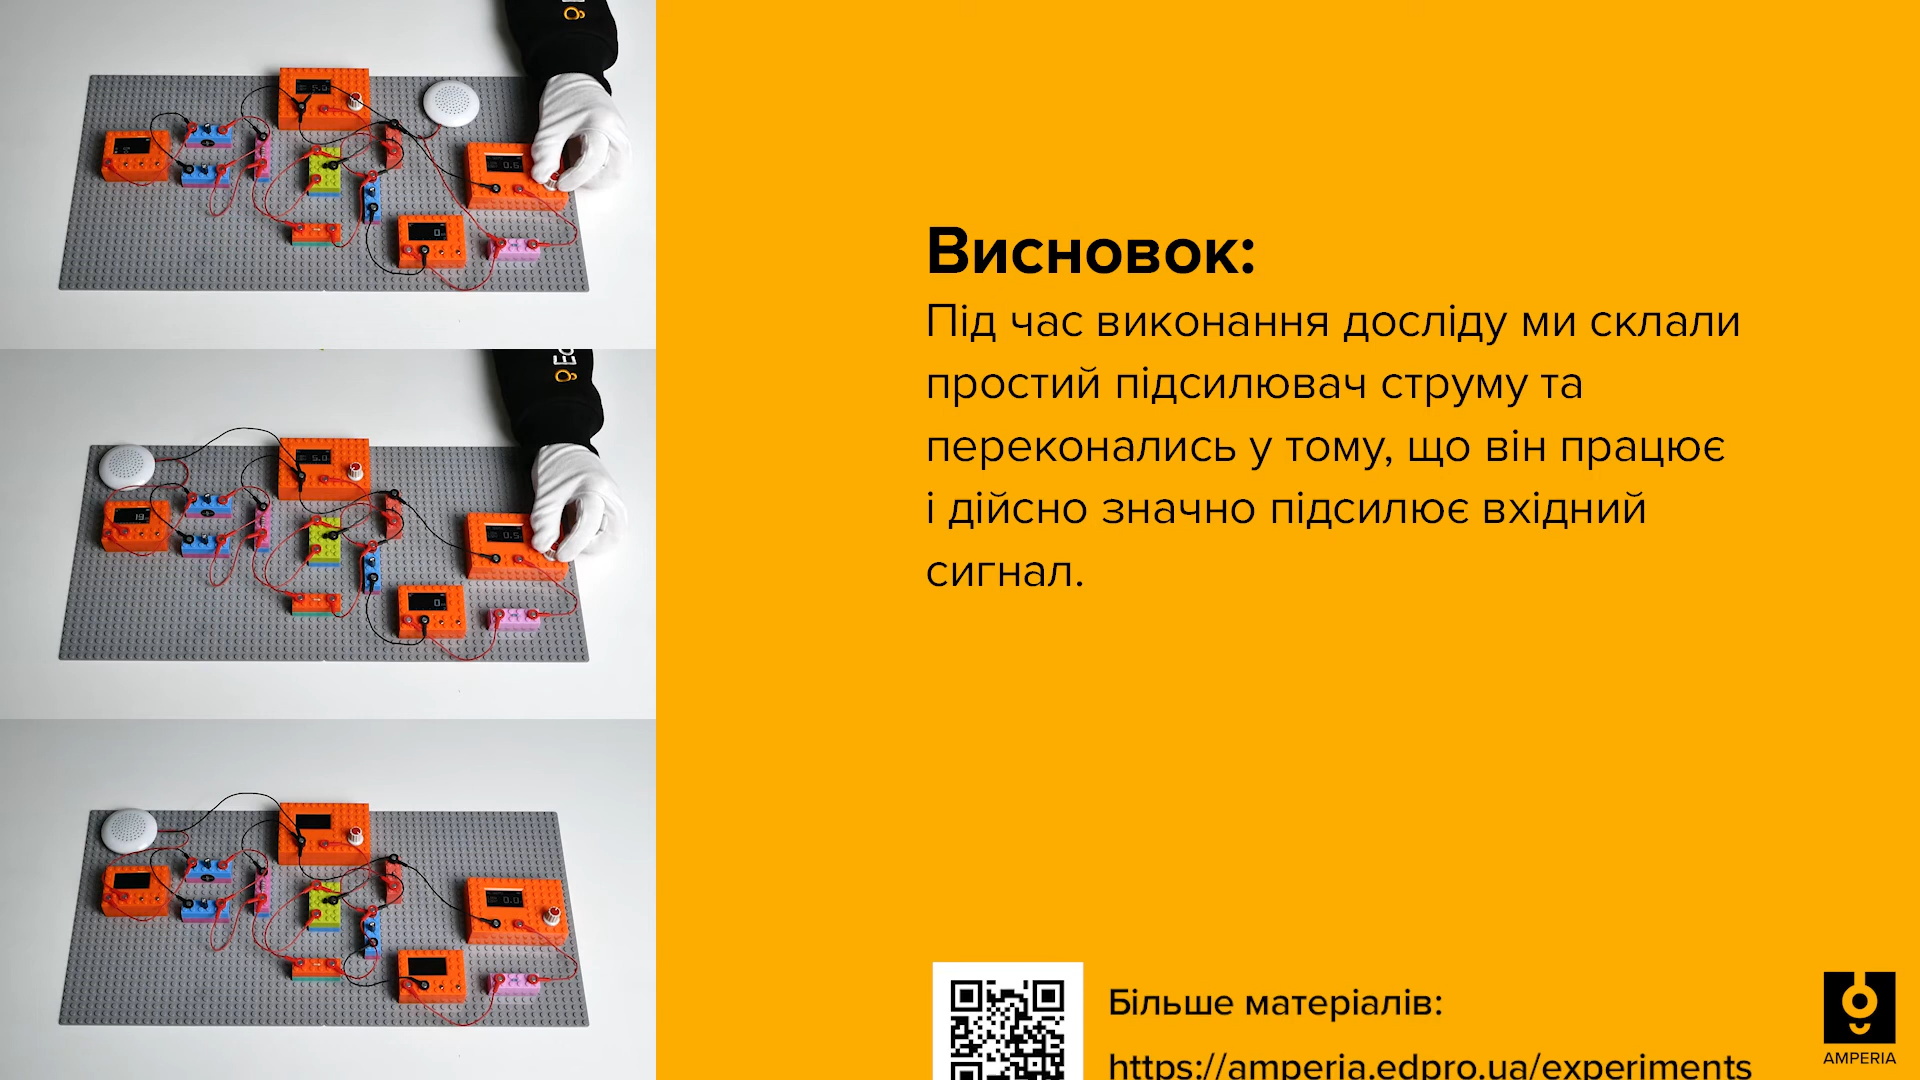 Висновок:
Під час виконання досліду ми склали
простий підсилювач струму та
переконались у тому, що він працює
і дійсно значно підсилює вхідний
сигнал.
Більше матеріалів:
https://amperia.edpro.ua/experiments
AMPERIA